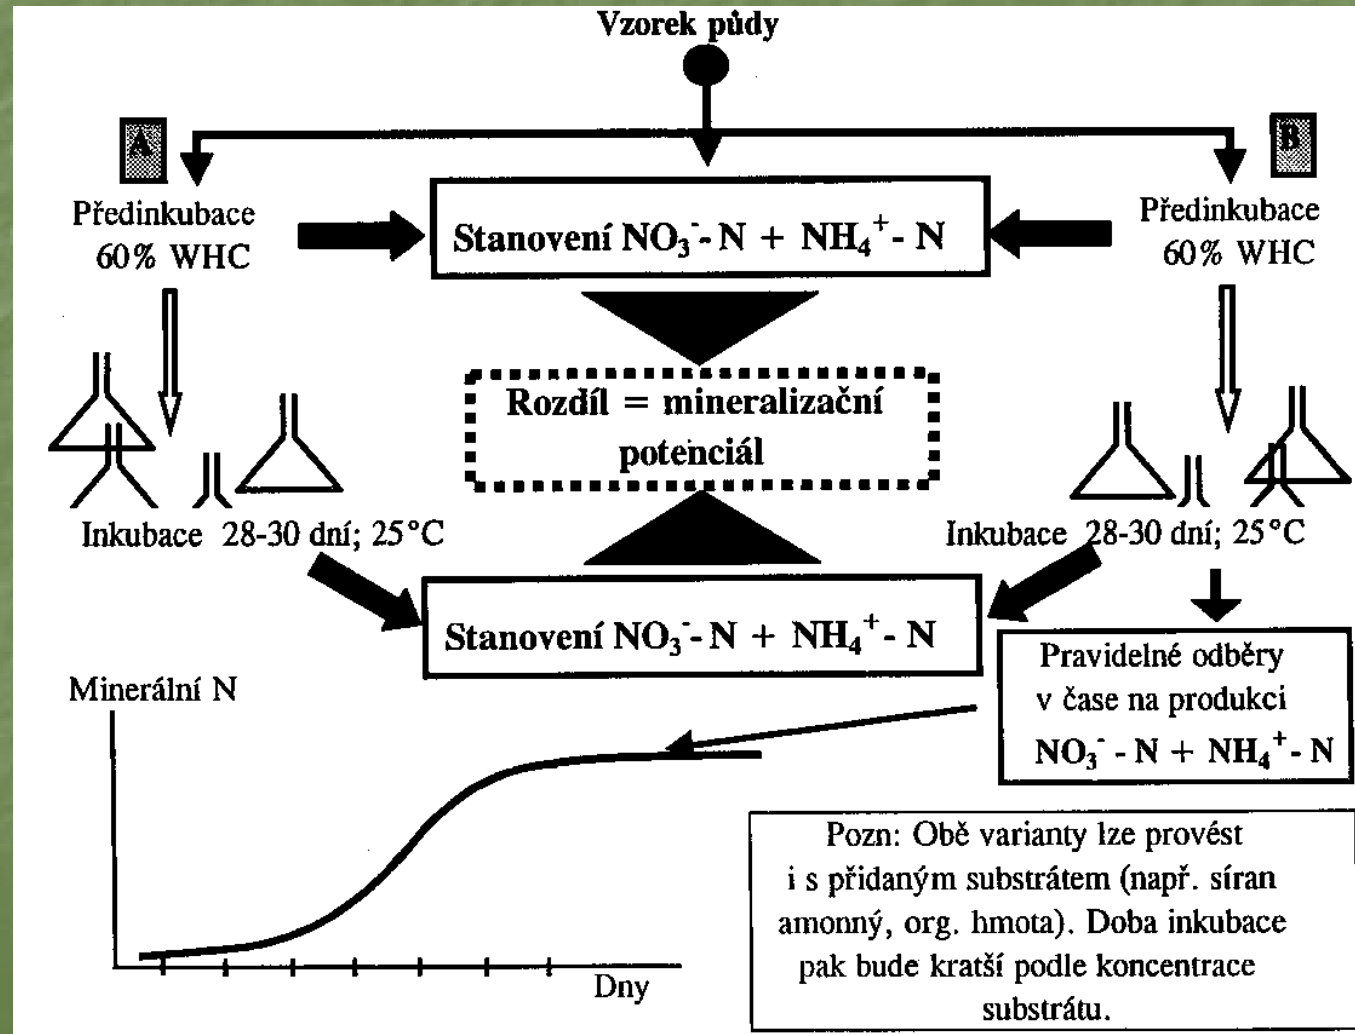 Vzorek půdy
A
B
Předinkubace
60% WHC
Stanovení NO₃⁻- N + NH₄⁺- N
Předinkubace
60% WHC
Rozdíl = mineralizační
potenciál
Inkubace 28-30 dní; 25°C
Inkubace 28-30 dní; 25°C
Stanovení NO₃⁻- N + NH₄⁺- N
Pravidelné odběry
v čase na produkci
NO₃⁻ - N + NH₄⁺- N
Minerální N
Dny
Pozn: Obě varianty lze provést
i s přidaným substrátem (např. síran
amonný, org. hmota). Doba inkubace
pak bude kratší podle koncentrace
substrátu.